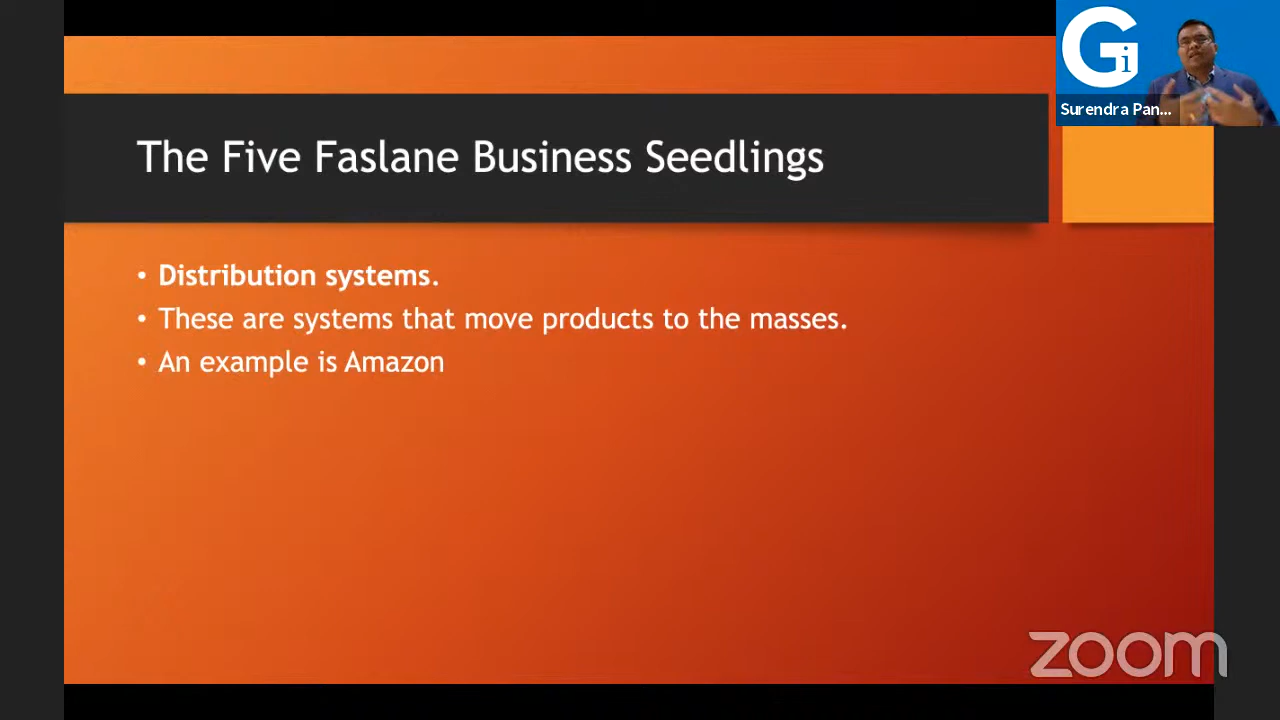 Gi
Surendra Pan...
The Five Faslane Business Seedlings
• Distribution systems.
• These are systems that move products to the masses.
• An example is Amazon
zoom